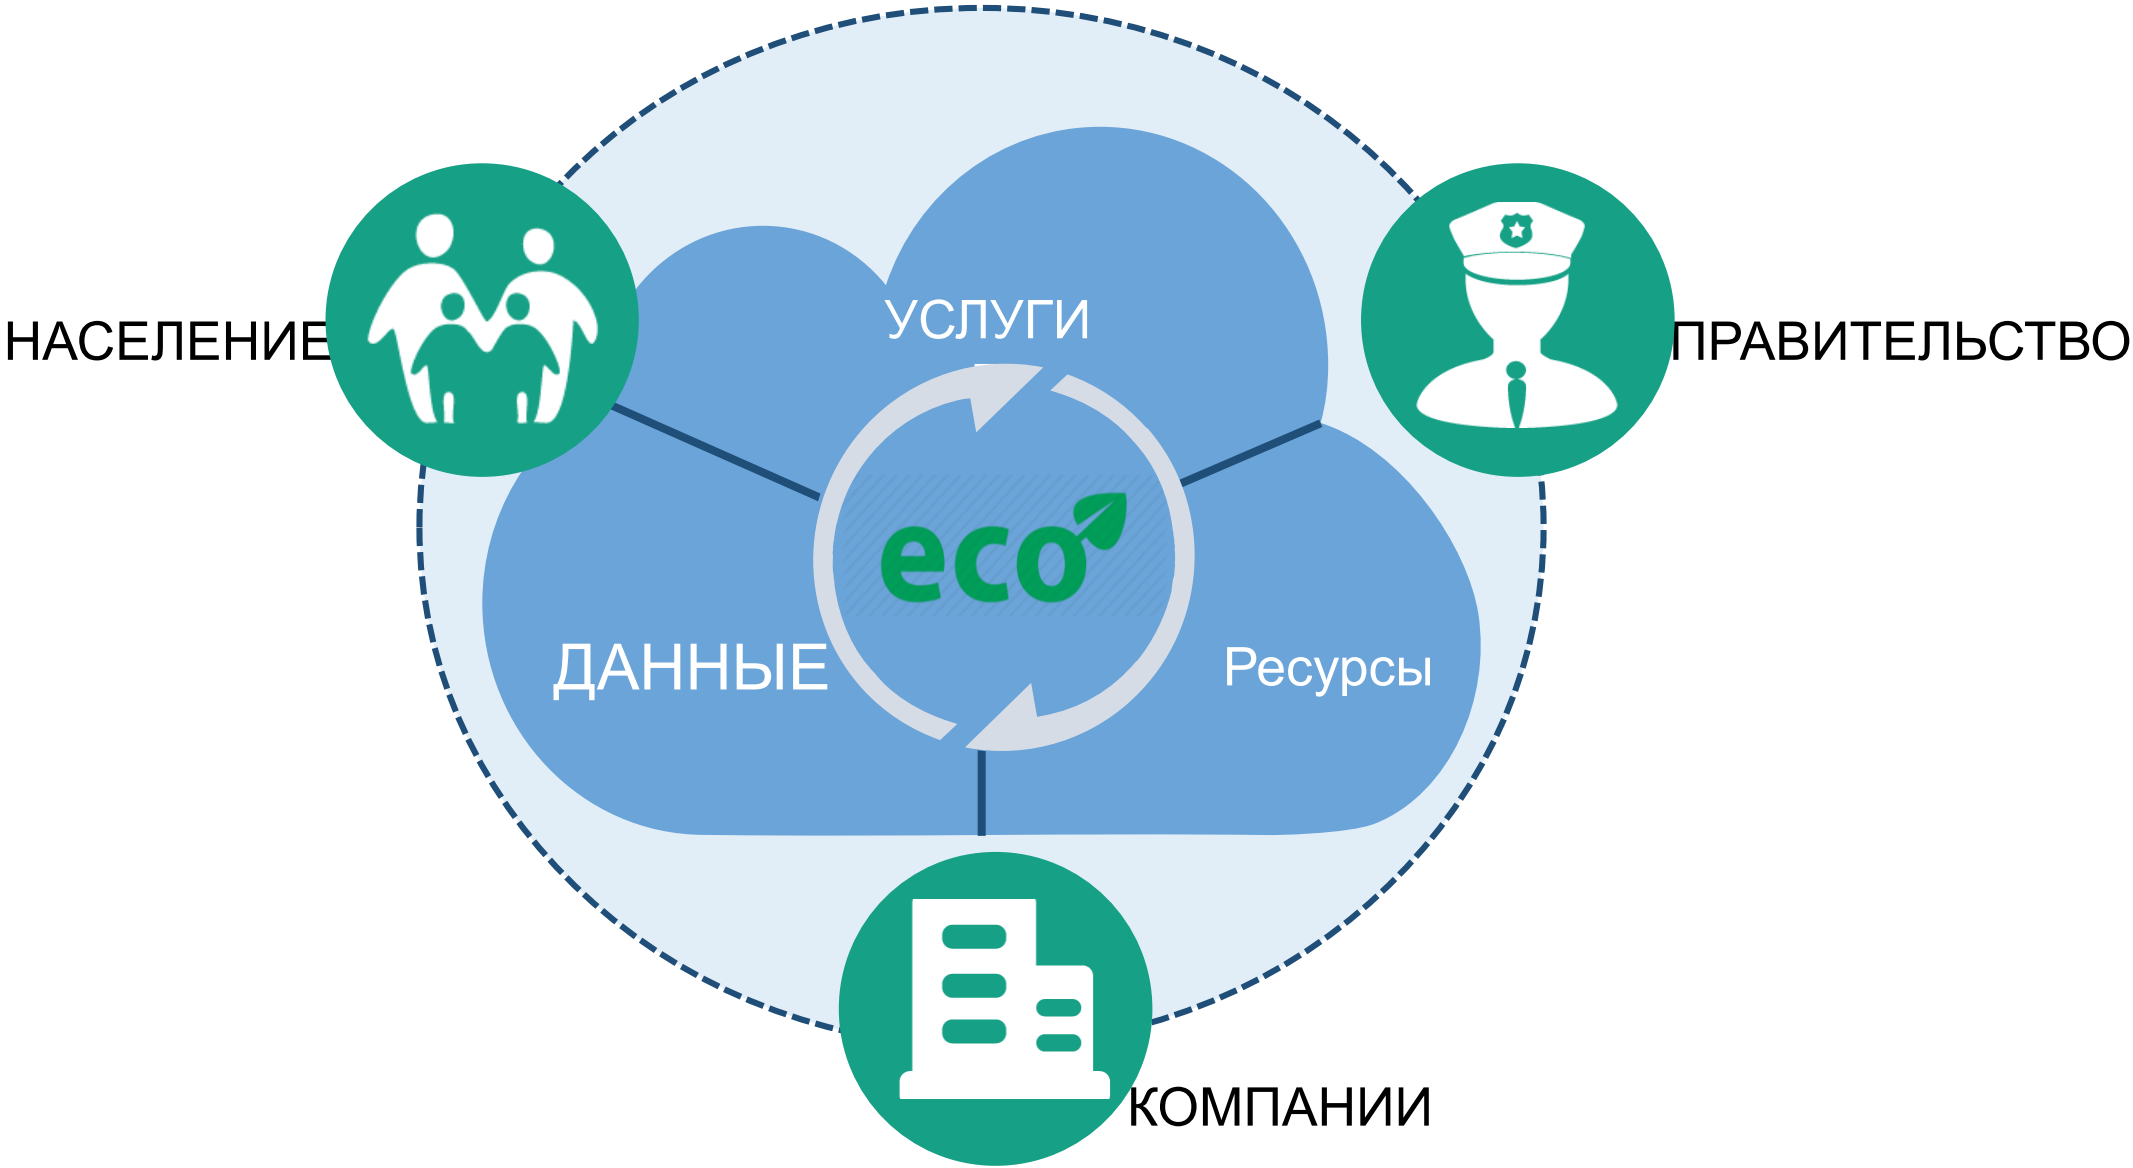 УСЛУГИ
НАСЕЛЕНИЕ
ПРАВИТЕЛЬСТВО
eco
ДАННЫЕ
Ресурсы
КОМПАНИИ